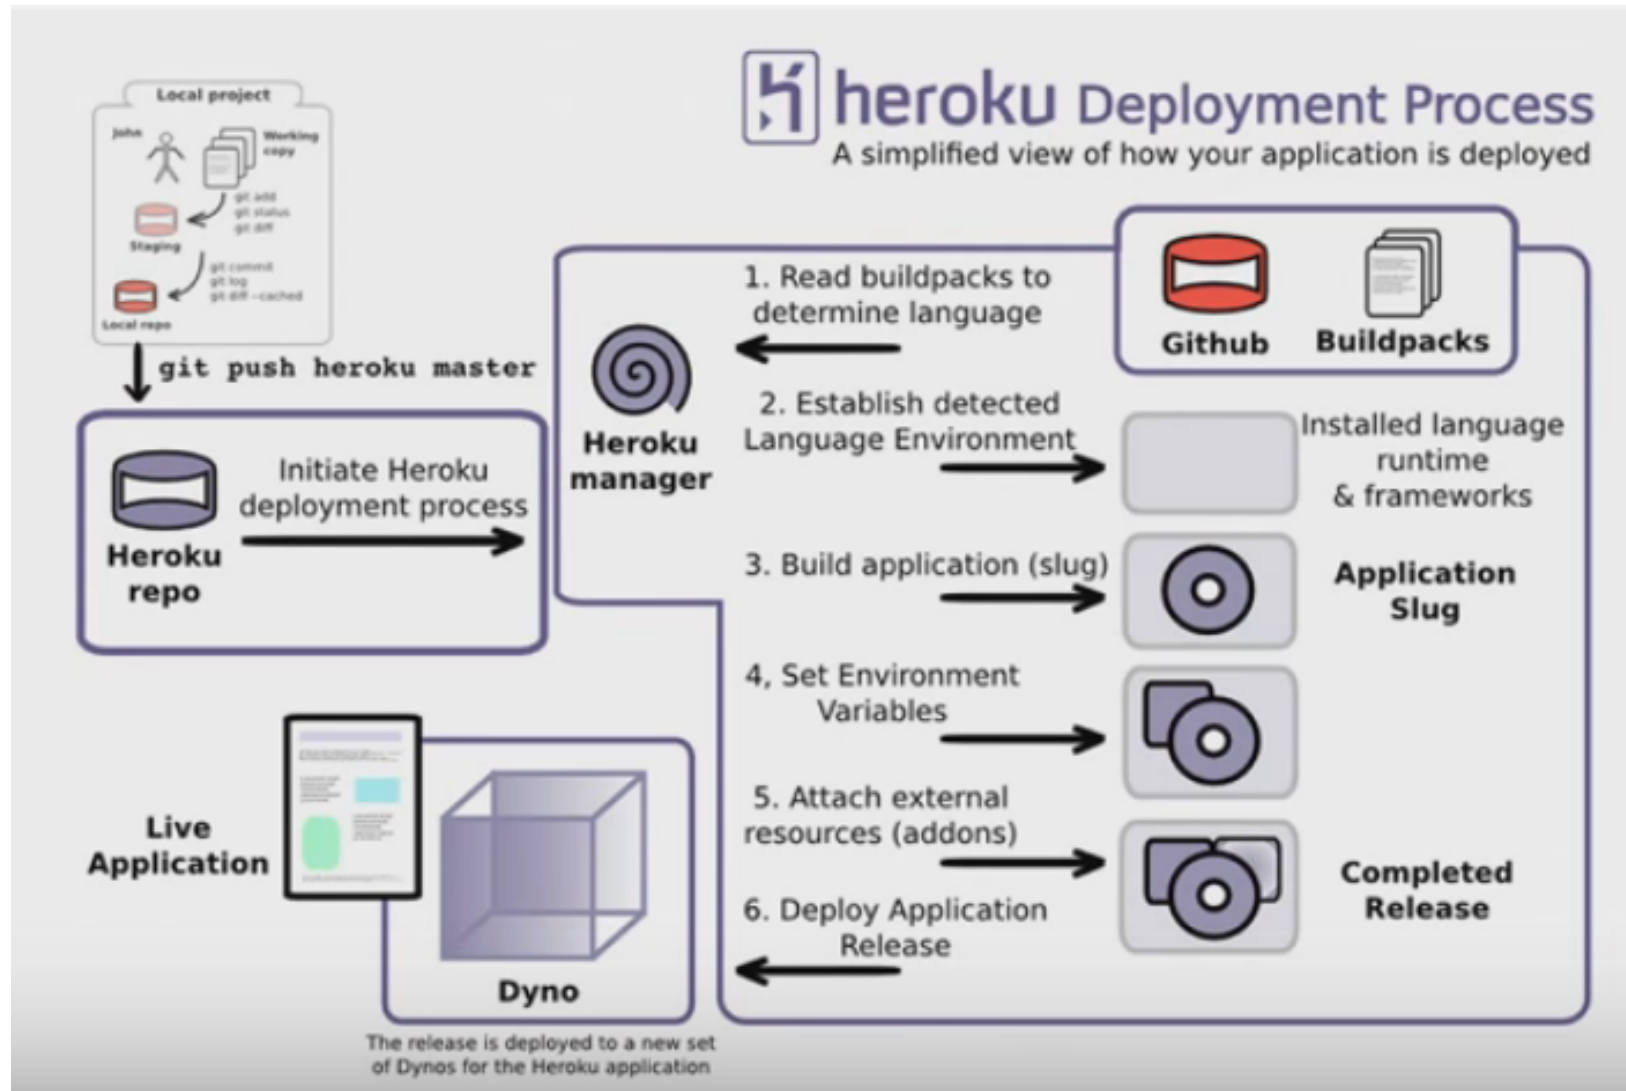 heroku Deployment Process
A simplified view of how your application is deployed
Local project
John
Working
copy
git add
git status
git diff
Staging
git commit
git log
git diff --cached
Local repo
git push heroku master
Heroku
repo
Initiate Heroku
deployment process
Heroku
manager
Github
Buildpacks
1. Read buildpacks to
determine language
2. Establish detected
Language Environment
Installed language
runtime
& frameworks
3. Build application (slug)
Application
Slug
4, Set Environment
Variables
5. Attach external
resources (addons)
Completed
Release
6. Deploy Application
Release
Live
Application
Dyno
The release is deployed to a new set
of Dynos for the Heroku application